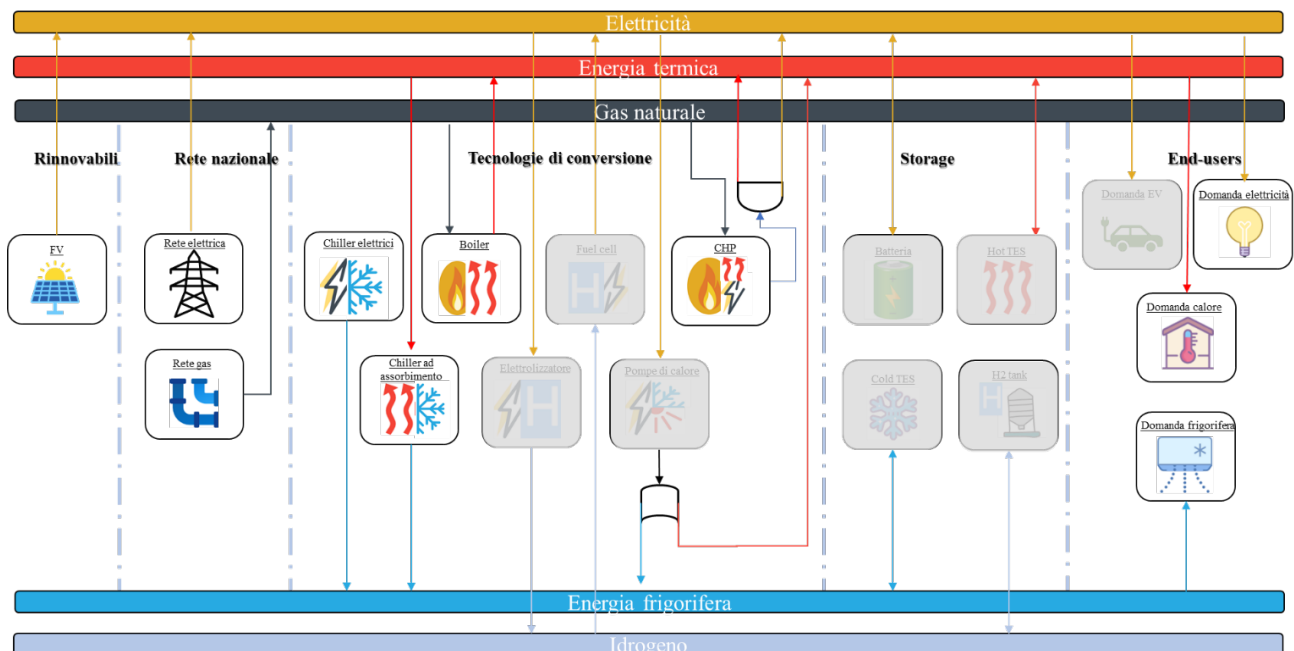 Elettricità
Energia termica
Gas naturale
Rinnovabili
Rete nazionale
Tecnologie di conversione
Storage
End-users
FV
Rete elettrica
Rete gas
Chiller elettrici
Boiler
Fuel cell
CHP
Chiller ad
assorbimento
Elettrolizzatore
Pompe di calore
Batteria
Hot TES
Cold TES
H2 tank
Domanda EV
Domanda elettricità
Domanda calore
Domanda frigorifera
H
H
H
Energia frigorifera
Idrogeno